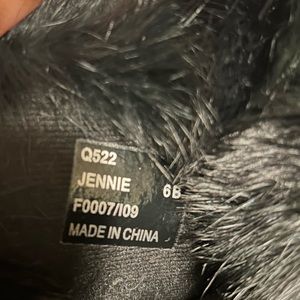 Q522
JENNIE 6B
F0007/I09
MADE IN CHINA